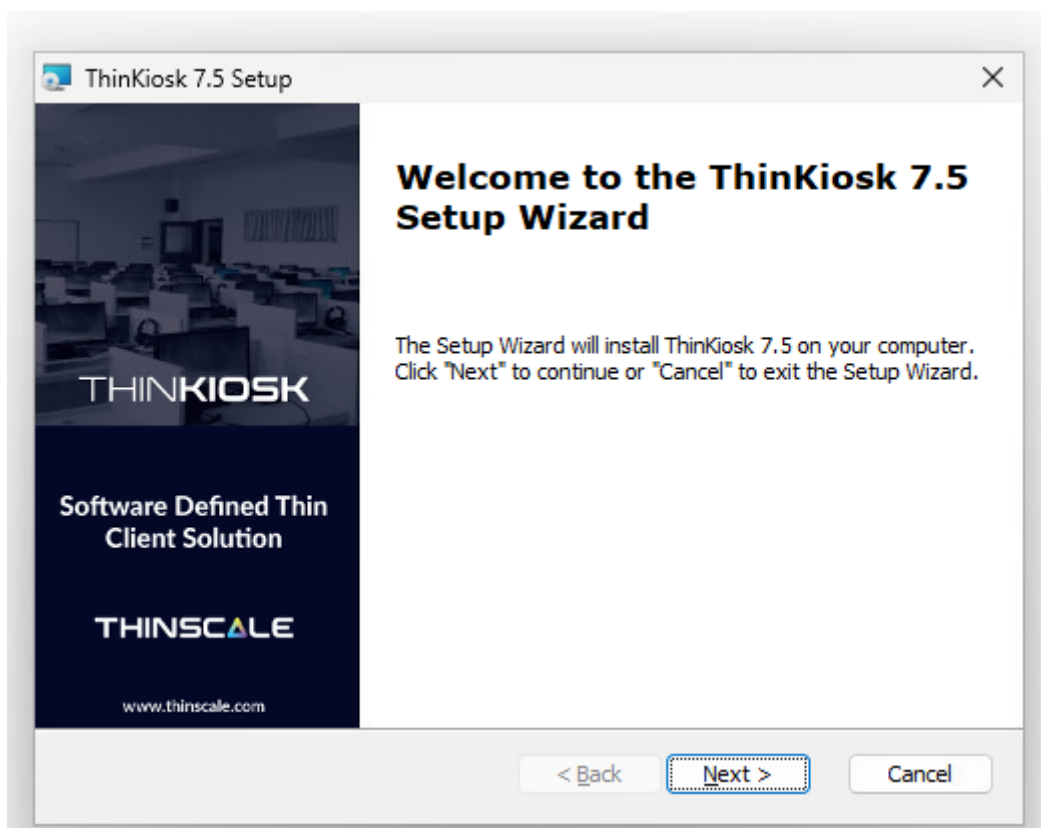 ThinKiosk 7.5 Setup
Welcome to the ThinKiosk 7.5
Setup Wizard
The Setup Wizard will install ThinKiosk 7.5 on your computer.
Click "Next" to continue or "Cancel" to exit the Setup Wizard.
THINKIOSK
Software Defined Thin
Client Solution
THINSCALE
www.thinscale.com
< Back
Next >
Cancel